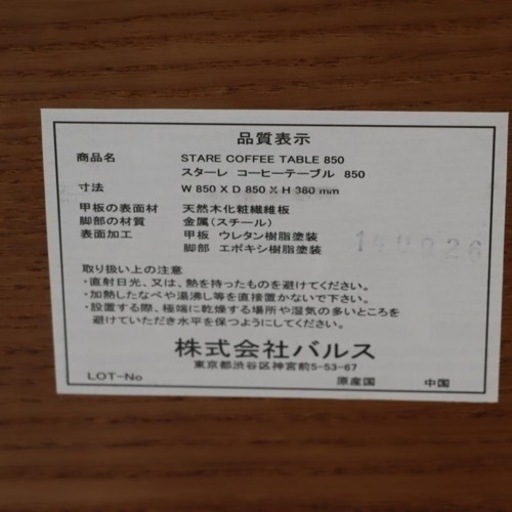 品質表示
商品名 STARE COFFEE TABLE 850
スターレ コーヒーテーブル 850
寸法 W 850 X D 850 X H 380 mm
甲板の表面材 天然木化粧繊維板
脚部の材質 金属(スチール)
表面加工 甲板 ウレタン樹脂塗装
脚部 エポキシ樹脂塗装
取り扱い上の注意
・直射日光、又は、熱を持ったものを避けてください。
・加熱したなべや湯沸し等を直接置かないで下さい。
・設置する際、極端に乾燥する場所や湿気の多いところを
避けていただき水平を保つようにしてください。
株式会社バルス
東京都渋谷区神宮前5-53-67
LOT-No 原産国 中国